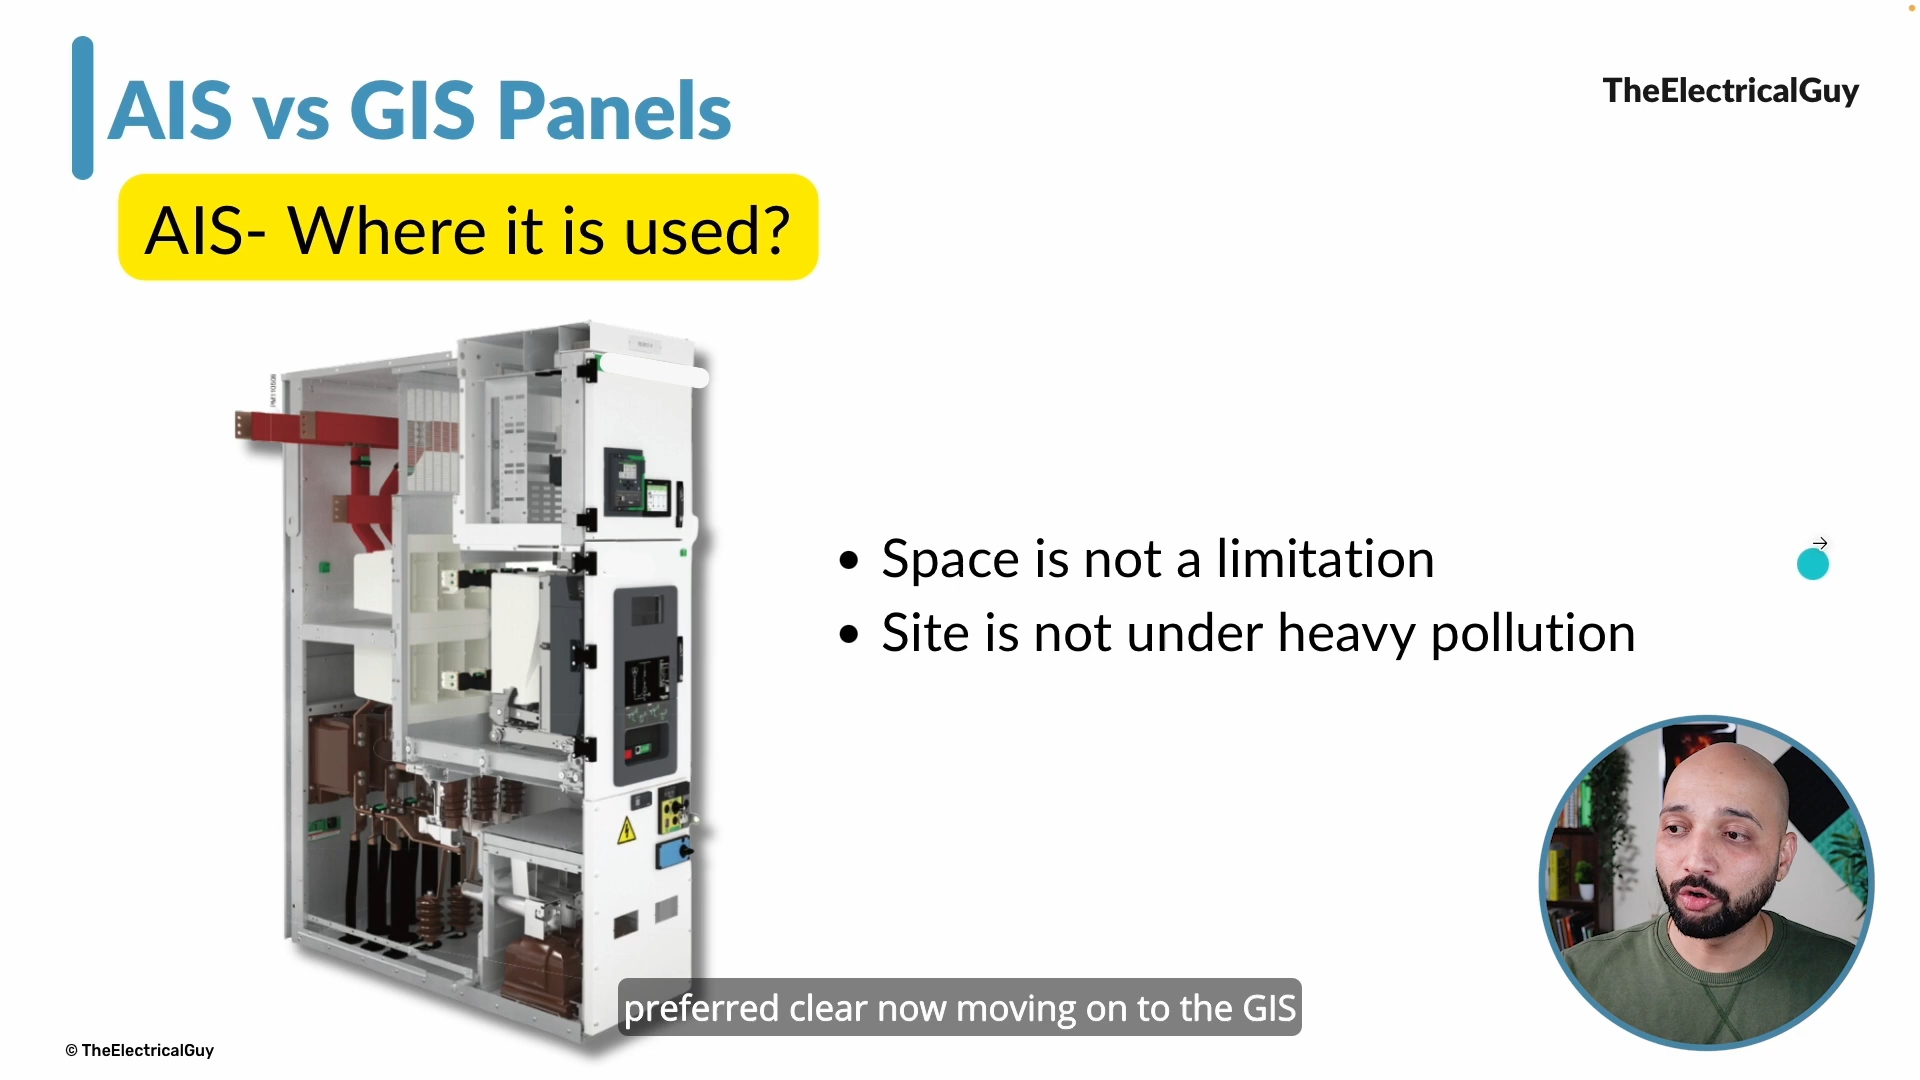 AIS vs GIS Panels
TheElectricalGuy
AIS- Where it is used?
PM110508
• Space is not a limitation
• Site is not under heavy pollution
preferred clear now moving on to the GIS
© TheElectricalGuy